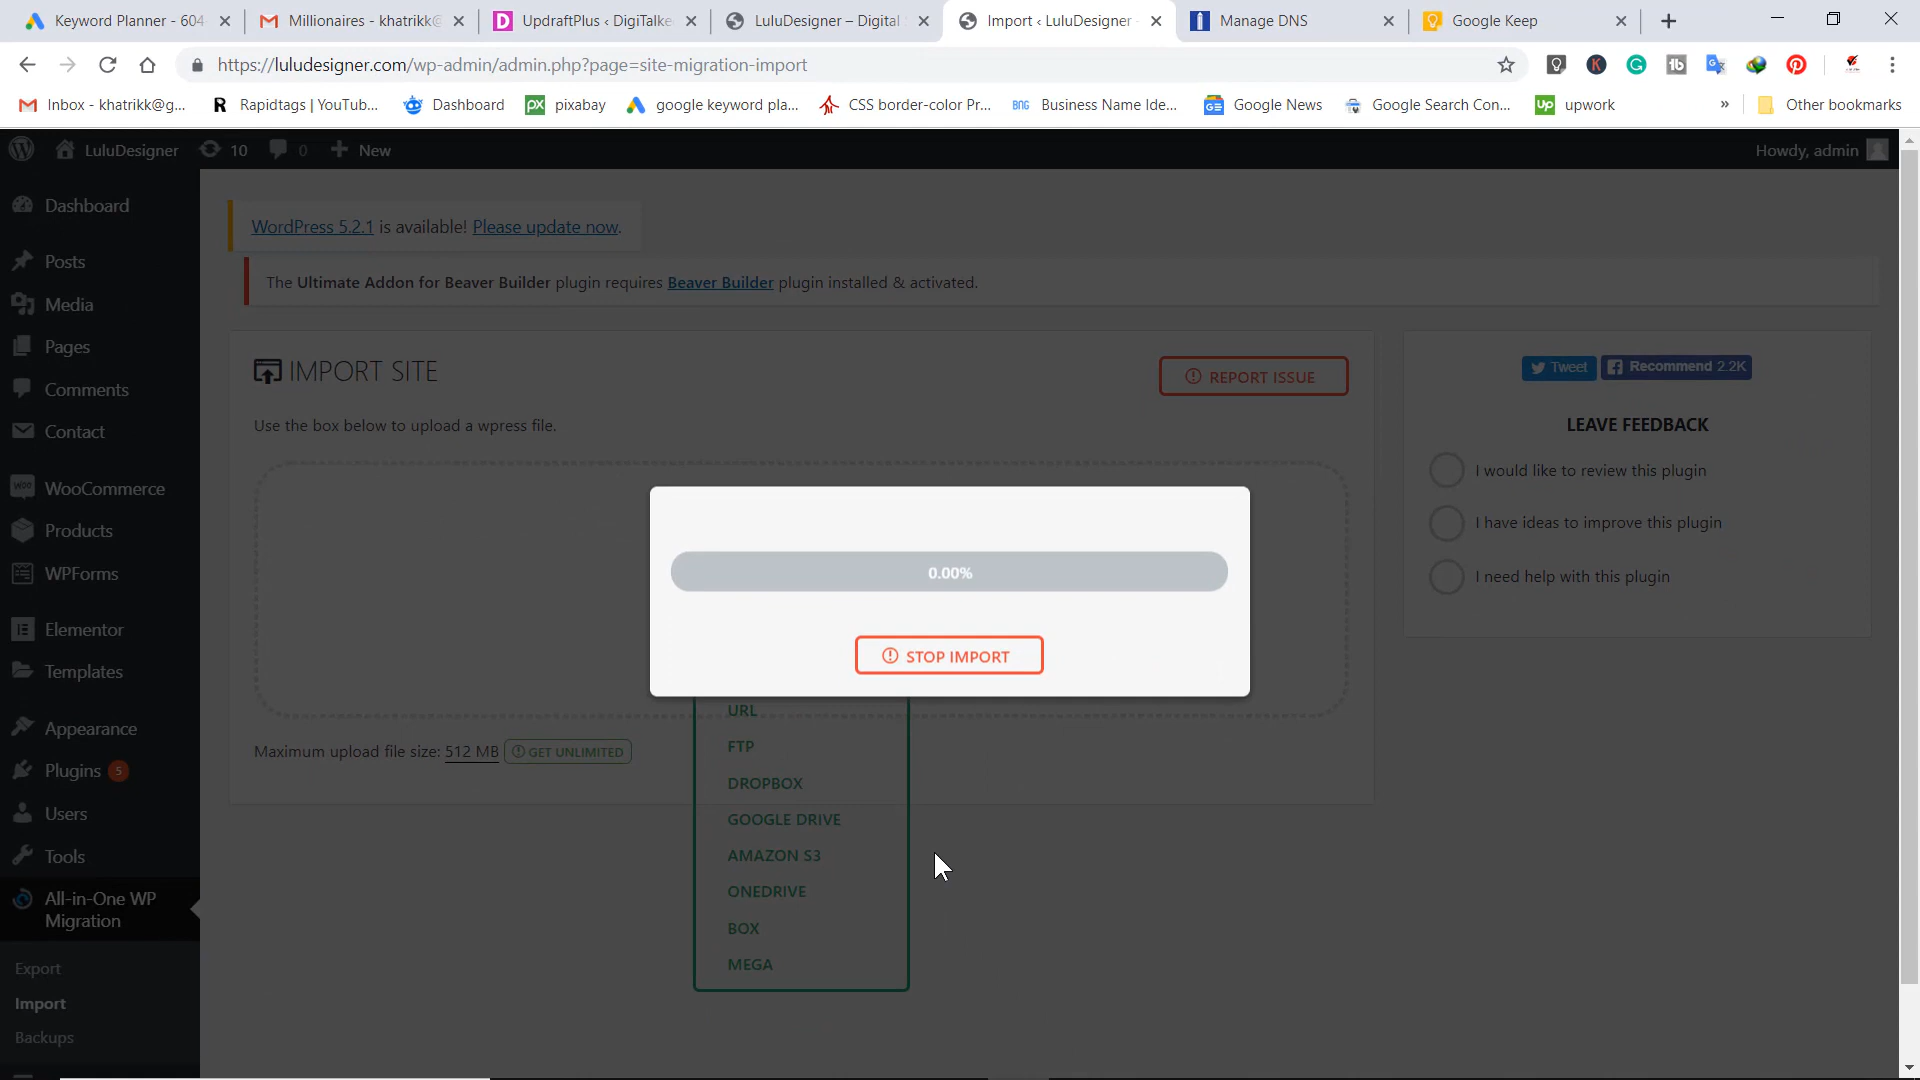 Keyword Planner - 604
Millionaires - khatrikk@
UpdraftPlus ‹ DigiTalke
LuluDesigner – Digital
Import ‹ LuluDesigner
Manage DNS
Google Keep
https://luludesigner.com/wp-admin/admin.php?page=site-migration-import
Inbox - khatrikk@g...
Rapidtags | YouTub...
Dashboard
pixabay
google keyword pla...
CSS border-color Pr...
Business Name Ide...
Google News
Google Search Con...
upwork
»
Other bookmarks
LuluDesigner
10
0
New
Howdy, admin
Dashboard
Posts
Media
Pages
Comments
Contact
WooCommerce
Products
WPForms
Elementor
Templates
Appearance
Plugins 5
Users
Tools
All-in-One WP
Migration
Export
Import
Backups
WordPress 5.2.1 is available! Please update now.
The Ultimate Addon for Beaver Builder plugin requires Beaver Builder plugin installed & activated.
IMPORT SITE
REPORT ISSUE
Use the box below to upload a wpress file.
0.00%
STOP IMPORT
URL
FTP
DROPBOX
GOOGLE DRIVE
AMAZON S3
ONEDRIVE
BOX
MEGA
Maximum upload file size: 512 MB GET UNLIMITED
Tweet
Recommend 2.2K
LEAVE FEEDBACK
I would like to review this plugin
I have ideas to improve this plugin
I need help with this plugin